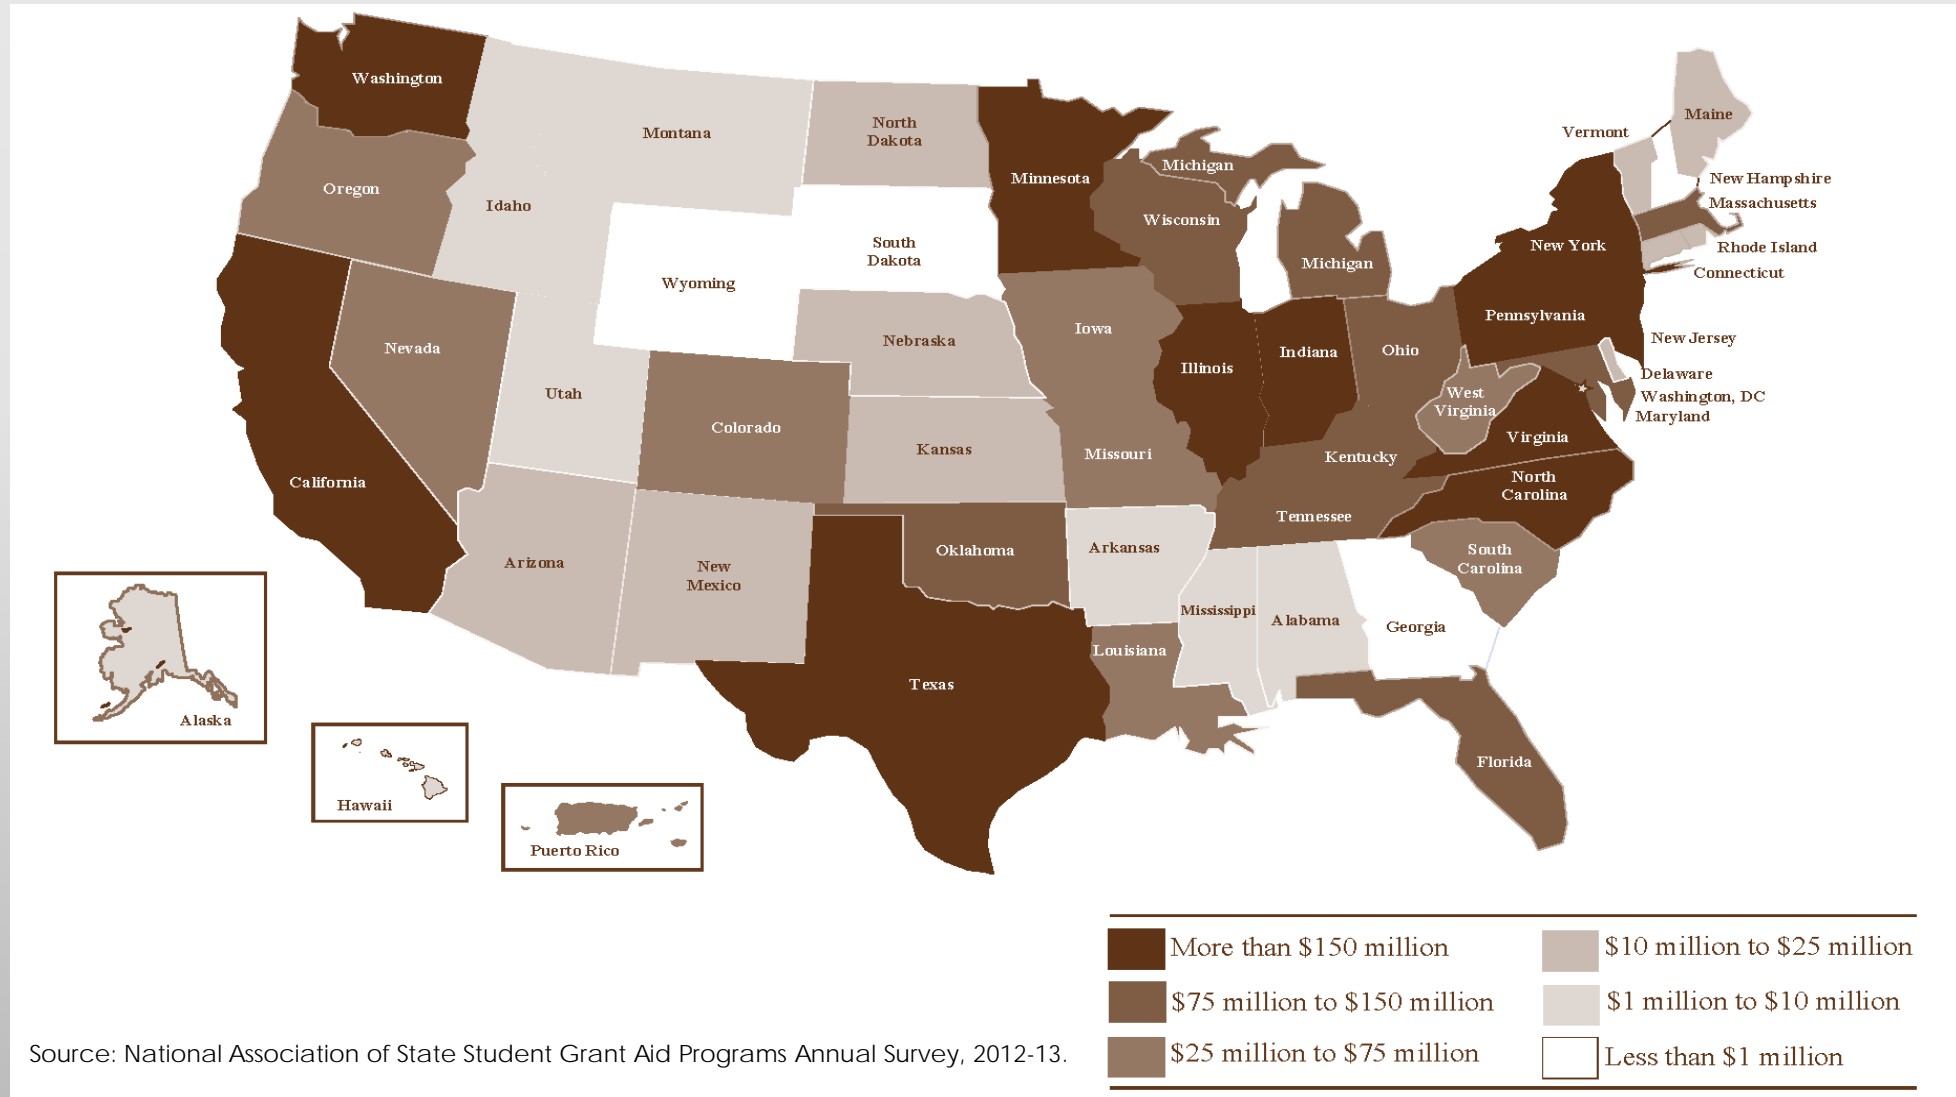 Washington
Montana
North
Dakota
Minnesota
Michigan
Vermont
Maine
Oregon
Idaho
Wisconsin
New Hampshire
Massachusetts
South
Dakota
Wyoming
Michigan
New York
Rhode Island
Connecticut
Nevada
Utah
Nebraska
Iowa
Illinois
Indiana
Ohio
Pennsylvania
New Jersey
Delaware
Washington, DC
Maryland
West
Virginia
Virginia
California
Colorado
Kansas
Missouri
Kentucky
North
Carolina
Tennessee
Arizona
New
Mexico
Oklahoma
Arkansas
South
Carolina
Mississippi
Alabama
Georgia
Louisiana
Texas
Florida
Alaska
Hawaii
Puerto Rico
More than $150 million
$75 million to $150 million
$25 million to $75 million
$10 million to $25 million
$1 million to $10 million
Less than $1 million
Source: National Association of State Student Grant Aid Programs Annual Survey, 2012-13.